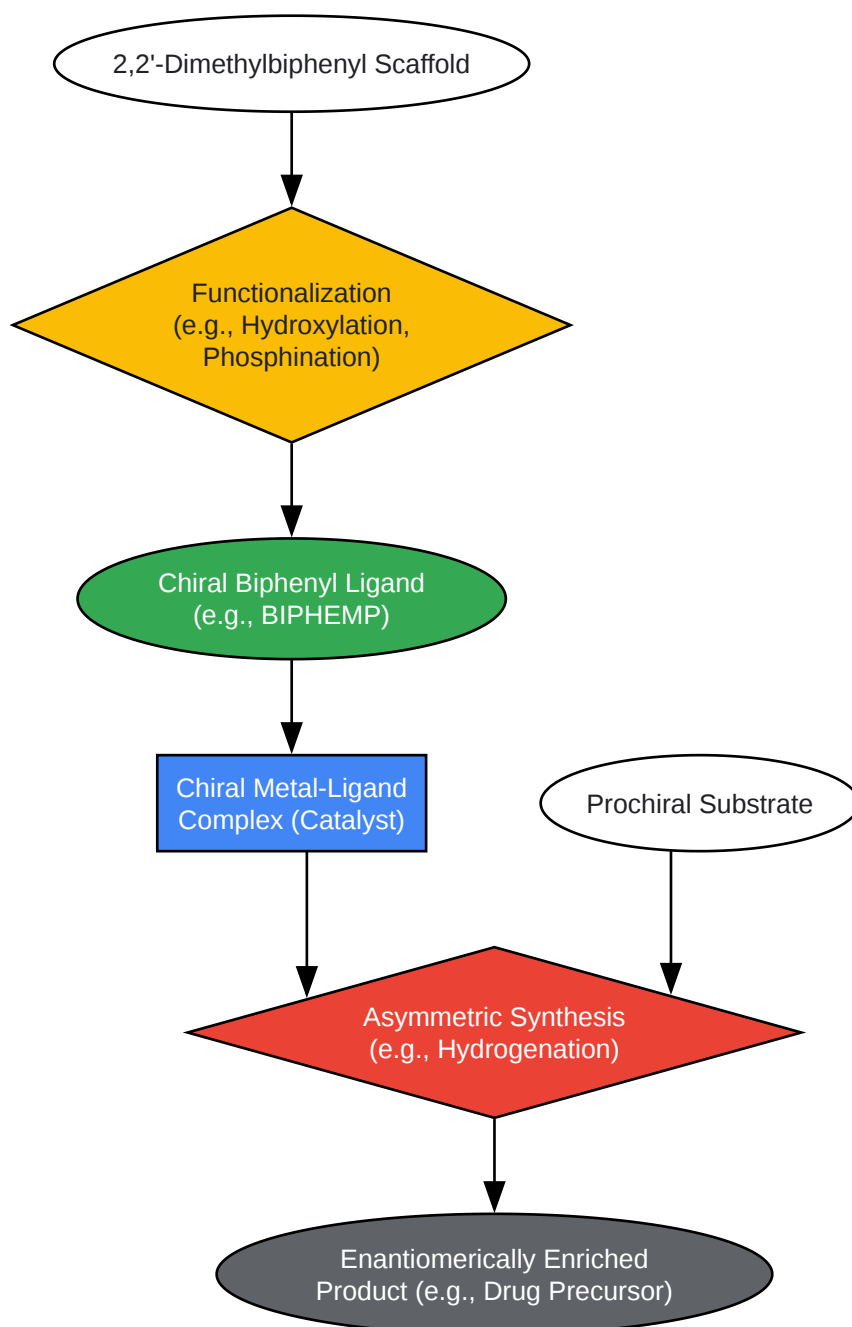 2,2'-Dimethylbiphenyl Scaffold
Functionalization
(e.g., Hydroxylation,
Phosphination)
Chiral Biphenyl Ligand
(e.g., BIPHEMP)
Chiral Metal-Ligand
Complex (Catalyst)
Prochiral Substrate
Asymmetric Synthesis
(e.g., Hydrogenation)
Enantiomerically Enriched
Product (e.g., Drug Precursor)